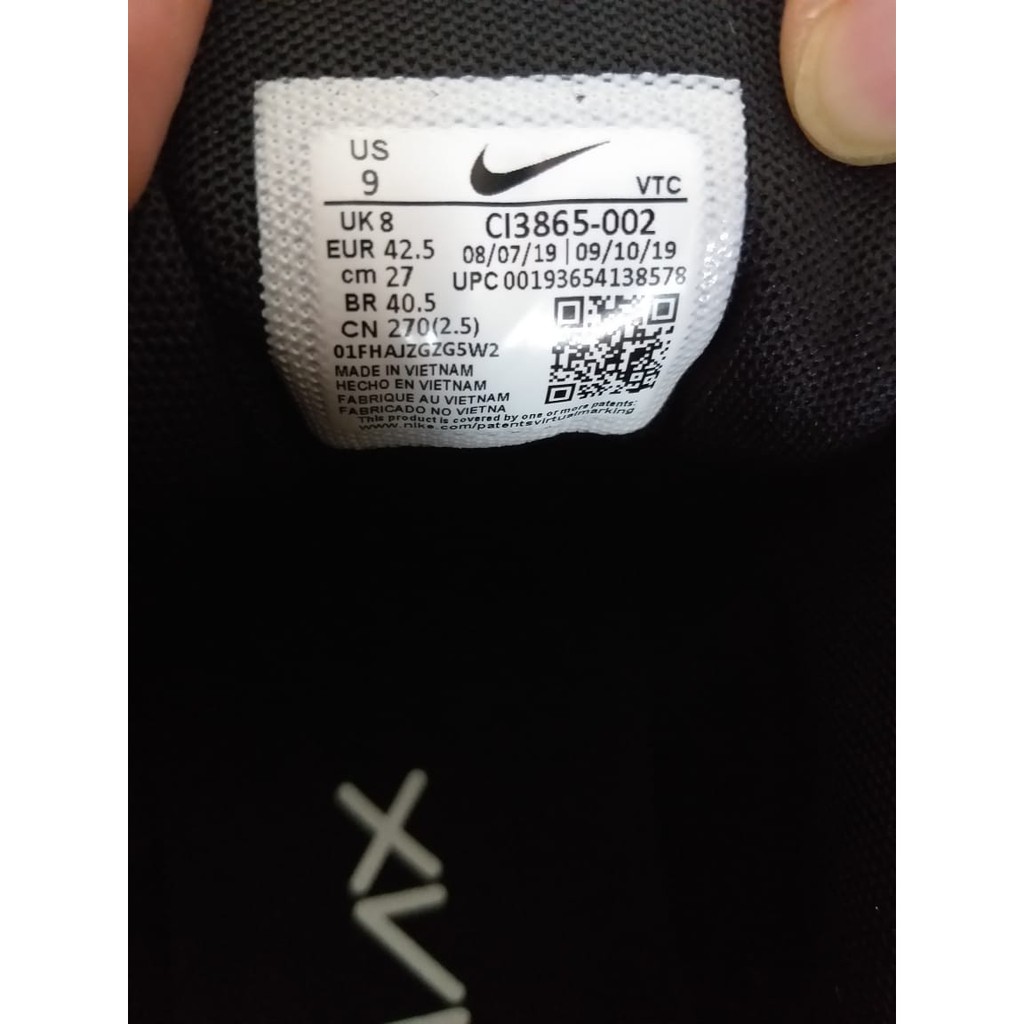 US
9
VTC
UK 8
EUR 42.5
cm 27
BR 40.5
CN 270(2.5)
CI3865-002
08/07/19 | 09/10/19
UPC 00193654138578
01FHAJZGZG5W2
MADE IN VIETNAM
HECHO EN VIETNAM
FABRIQUE AU VIETNAM
FABRICADO NO VIETNA
This product is covered by one or more patents:
www.nike.com/patentsvirtualmarking